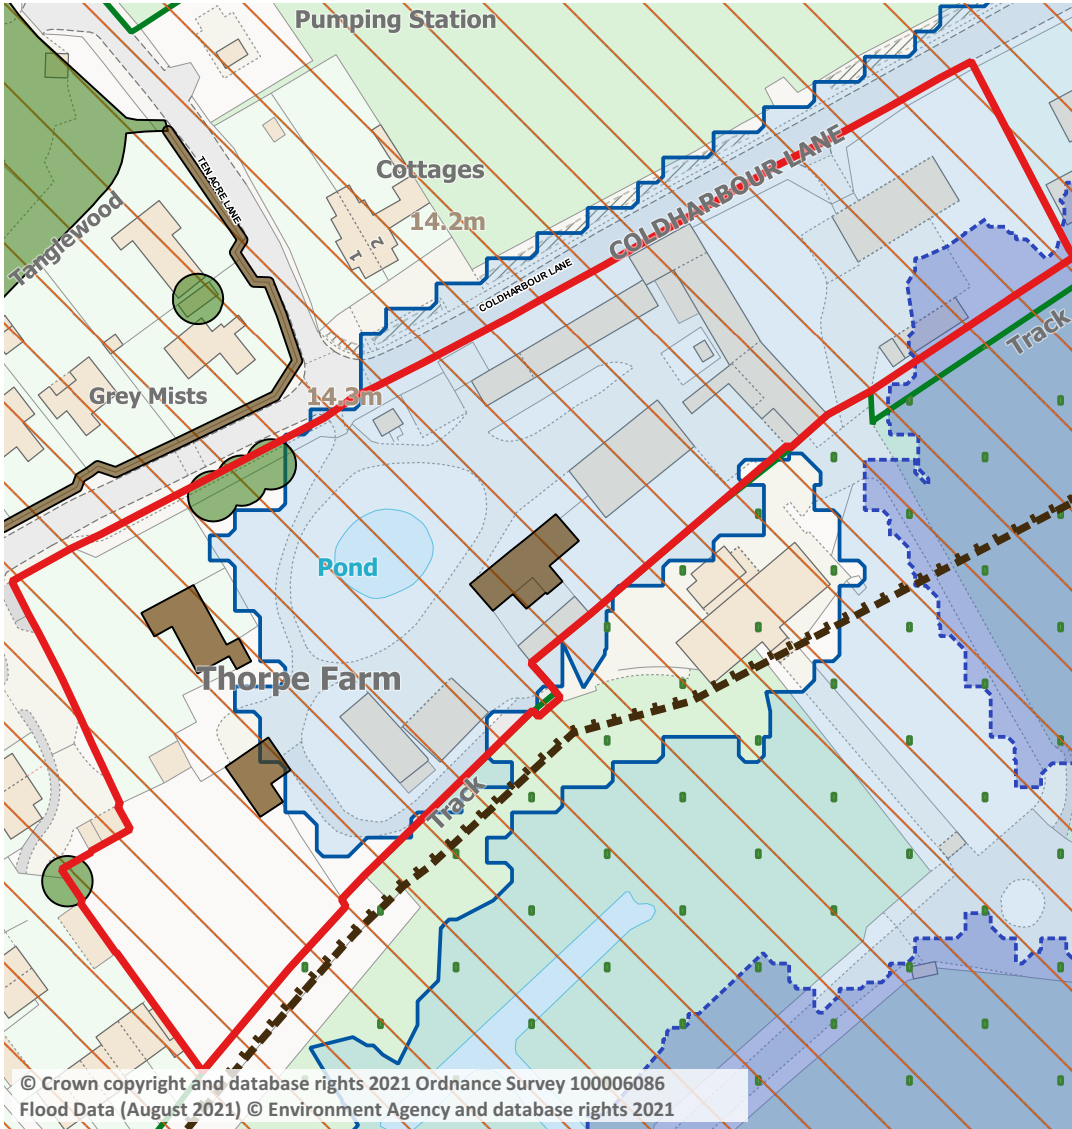 Pumping Station
TEN ACRE LANE
Cottages
14.2m
2
1
Tanglewood
COLDHARBOUR LANE
COLDHARBOUR LANE
Track
Grey Mists
14.3m
Pond
Thorpe Farm
Track
© Crown copyright and database rights 2021 Ordnance Survey 100006086
Flood Data (August 2021) © Environment Agency and database rights 2021